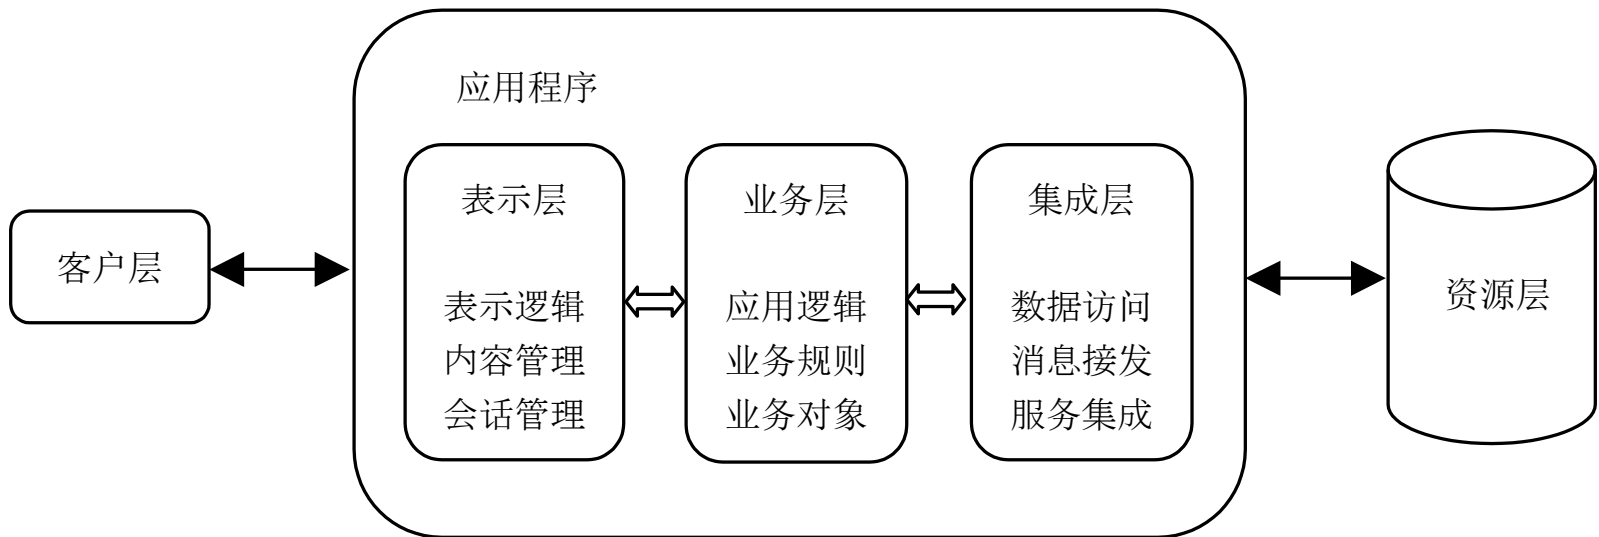 应用程序
客户层
表示层
表示逻辑
内容管理
会话管理
业务层
应用逻辑
业务规则
业务对象
集成层
数据访问
消息接发
服务集成
资源层